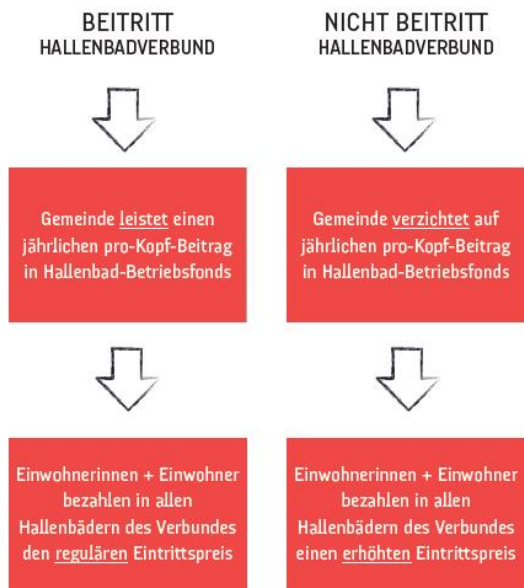 BEITRITT
HALLENBADVERBUND
Gemeinde leistet einen
jährlichen pro-Kopf-Beitrag
in Hallenbad-Betriebsfonds
Einwohnerinnen + Einwohner
bezahlen in allen
Hallenbädern des Verbundes
den regulären Eintrittspreis
NICHT BEITRITT
HALLENBADVERBUND
Gemeinde verzichtet auf
jährlichen pro-Kopf-Beitrag
in Hallenbad-Betriebsfonds
Einwohnerinnen + Einwohner
bezahlen in allen
Hallenbädern des Verbundes
einen erhöhten Eintrittspreis